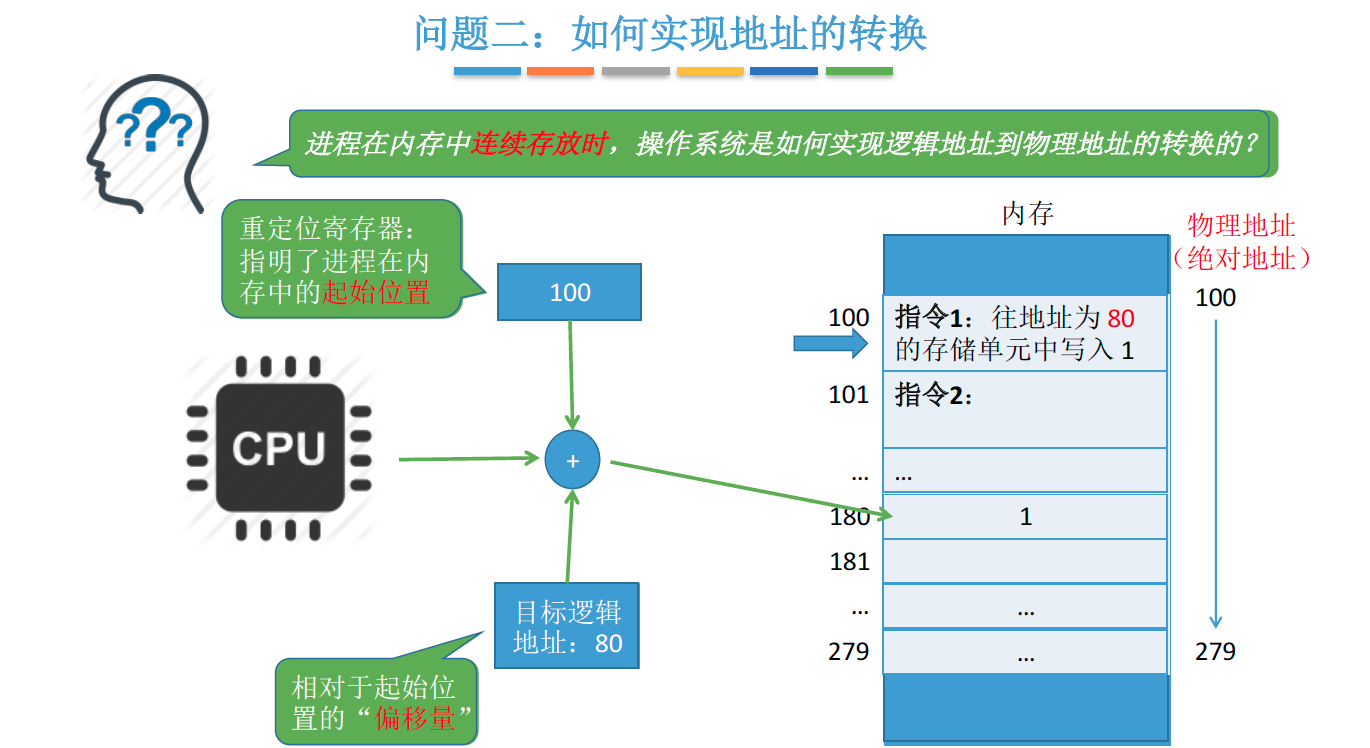 问题二：如何实现地址的转换
???
进程在内存中连续存放时，操作系统是如何实现逻辑地址到物理地址的转换的？
重定位寄存器：
指明了进程在内
存中的起始位置
100
CPU
+
目标逻辑
地址：80
相对于起始位
置的“偏移量”
内存
物理地址
（绝对地址）
100
279
100
指令1：往地址为 80
的存储单元中写入 1
101
指令2：
...
...
180
1
181
...
...
279
...